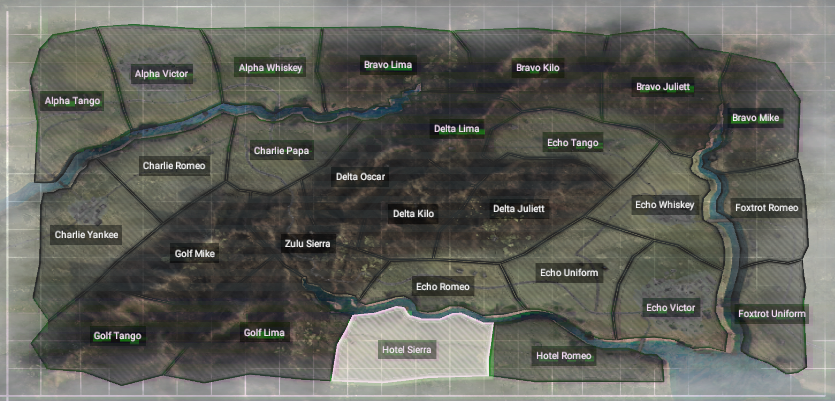 Bravo Lima
Alpha Whiskey
Bravo Kilo
Alpha Victor
Bravo Juliett
Alpha Tango
Bravo Mike
Delta Lima
Echo Tango
Charlie Papa
Charlie Romeo
Delta Oscar
Echo Whiskey
Foxtrot Romeo
Delta Juliett
Delta Kilo
Charlie Yankee
Zulu Sierra
Golf Mike
Echo Uniform
Echo Romeo
Echo Victor
Foxtrot Uniform
Golf Lima
Golf Tango
Hotel Sierra
Hotel Romeo